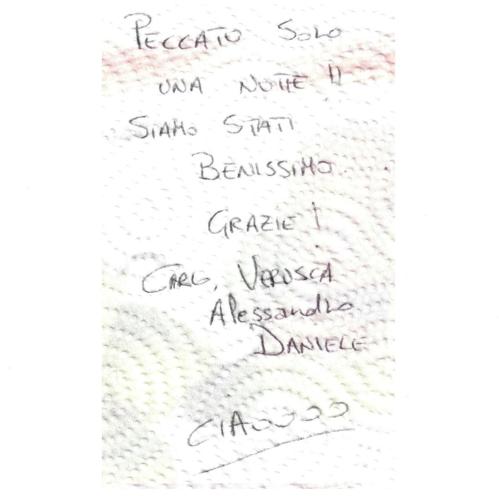 PECCATO SOLO
UNA NOTTE !!
SIAMO STATI
BENISSIMO
GRAZIE !
CARLO, VERUSCA
Alessandro
DANIELE
CIAOOOO